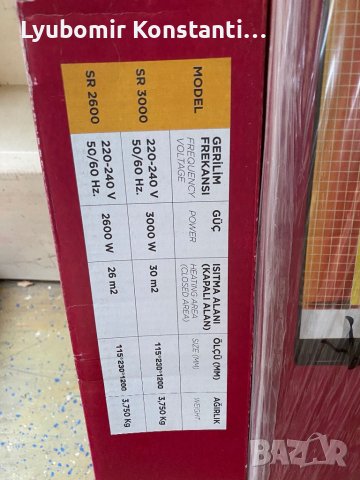 Lyubomir Konstanti...
MODEL
GERİLİM
FREKANSI
FREQUENCY
VOLTAGE
GÜÇ
POWER
ISITMA ALANI
(KAPALI ALAN)
HEATING AREA
(CLOSED AREA)
ÖLÇÜ (MM)
SIZE (MM)
AĞIRLIK
WEIGHT
SR 3000
220-240 V
50/60 Hz.
3000 W
30 m2
115*230*1200
3,750 Kg
SR 2600
220-240 V
50/60 Hz.
2600 W
26 m2
115*230*1200
3,750 Kg
BAZAR